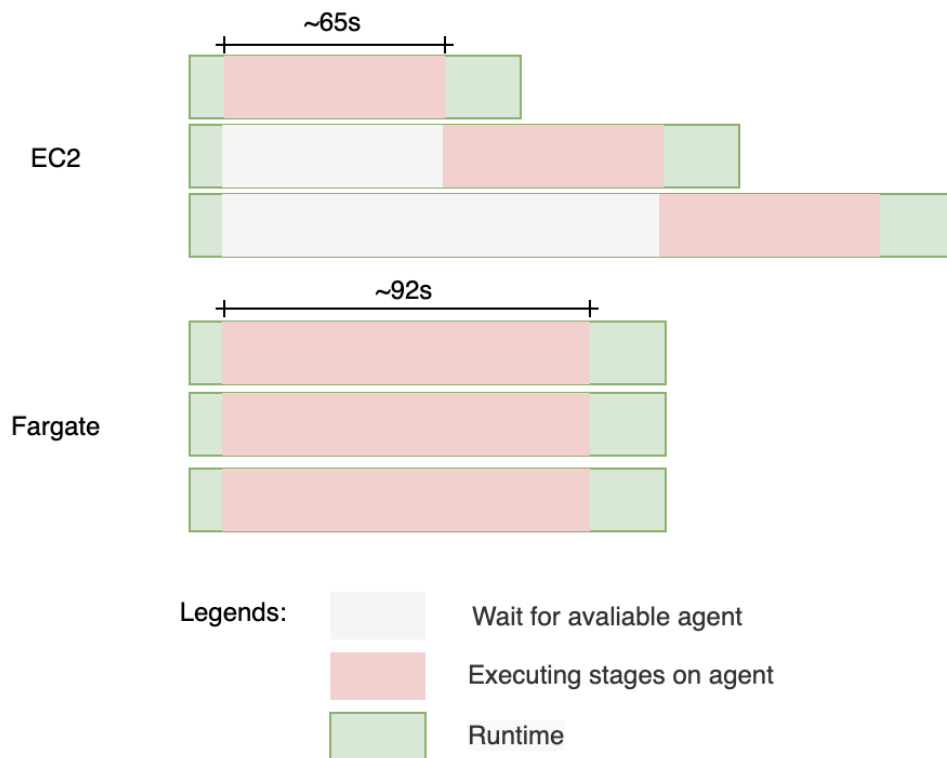 ~65s
EC2
~92s
Fargate
Legends:
Wait for avaliable agent
Executing stages on agent
Runtime